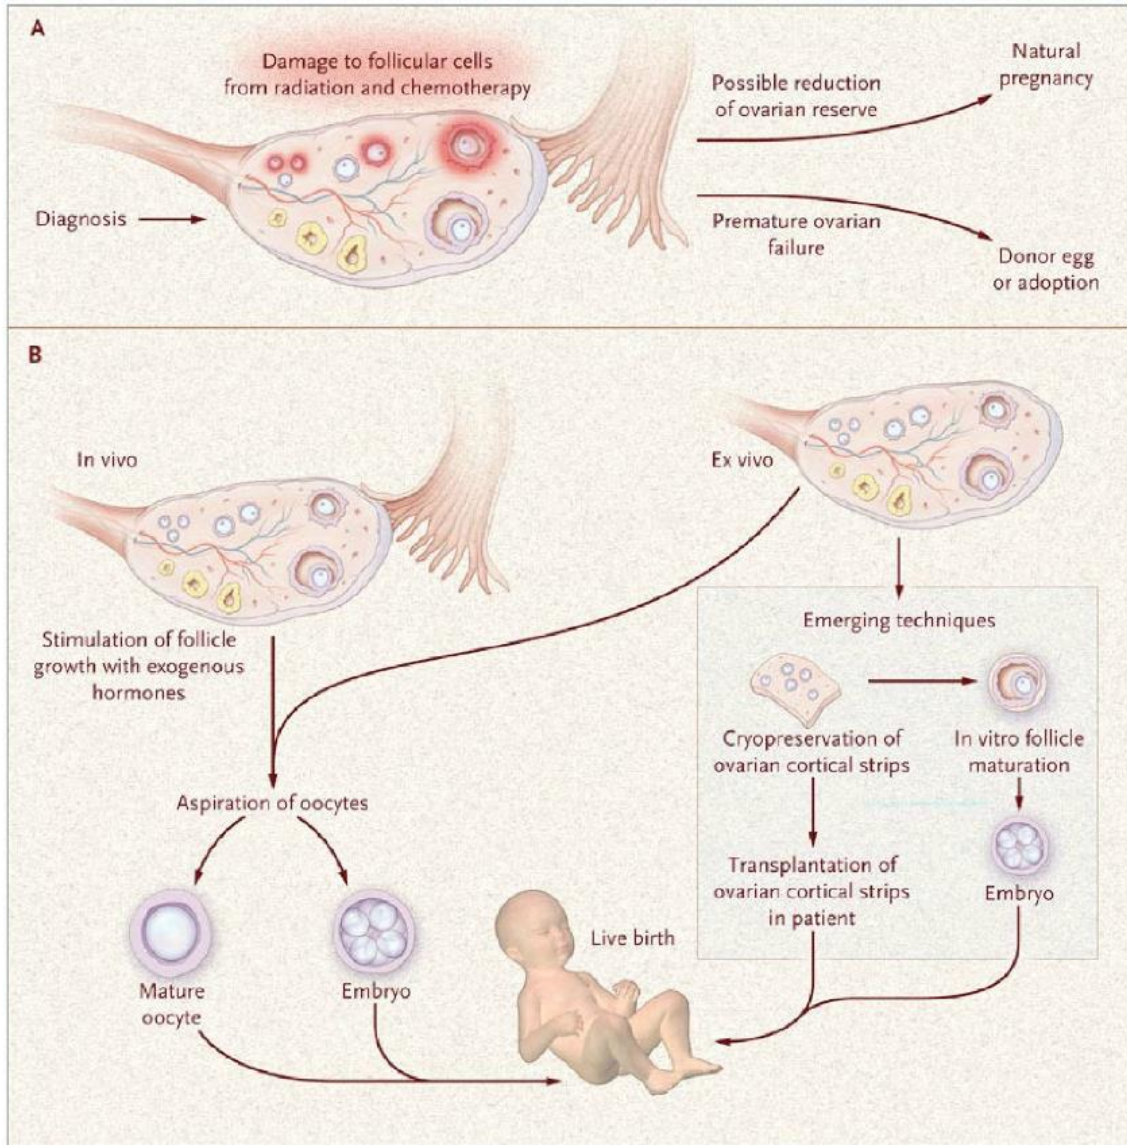 A
Damage to follicular cells
from radiation and chemotherapy
Diagnosis
Possible reduction
of ovarian reserve
Natural
pregnancy
Premature ovarian
failure
Donor egg
or adoption
B
In vivo
Ex vivo
Stimulation of follicle
growth with exogenous
hormones
Emerging techniques
Cryopreservation of
ovarian cortical strips
In vitro follicle
maturation
Aspiration of oocytes
Transplantation of
ovarian cortical strips
in patient
Embryo
Live birth
Mature
oocyte
Embryo